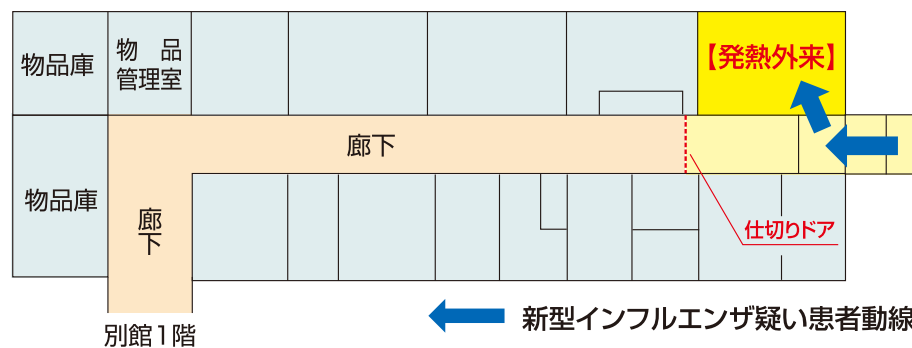 物品庫
物　品
管理室
【発熱外来】
廊下
物品庫
廊下
仕切りドア
新型インフルエンザ疑い患者動線
別館1階